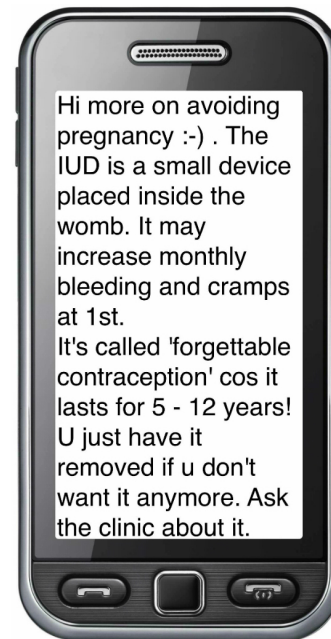 Hi more on avoiding
pregnancy :-) . The
IUD is a small device
placed inside the
womb. It may
increase monthly
bleeding and cramps
at 1st.
It's called 'forgettable
contraception' cos it
lasts for 5 - 12 years!
U just have it
removed if u don't
want it anymore. Ask
the clinic about it.